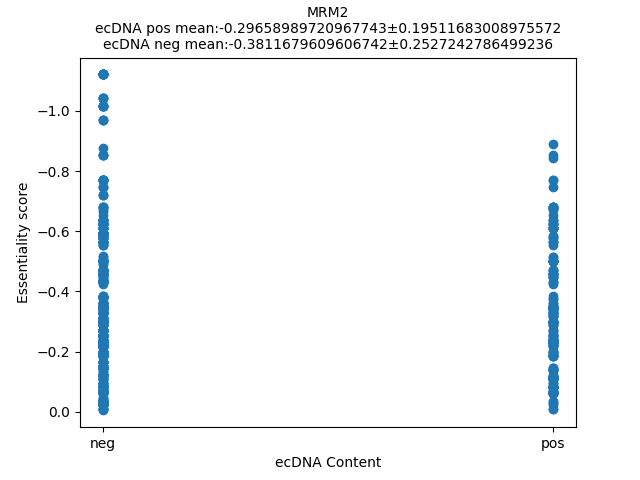 MRM2
ecDNA pos mean:-0.29658989720967743±0.19511683008975572
ecDNA neg mean:-0.3811679609606742±0.2527242786499236
−1.0
−0.8
−0.6
−0.4
−0.2
0.0
Essentiality score
neg
pos
ecDNA Content